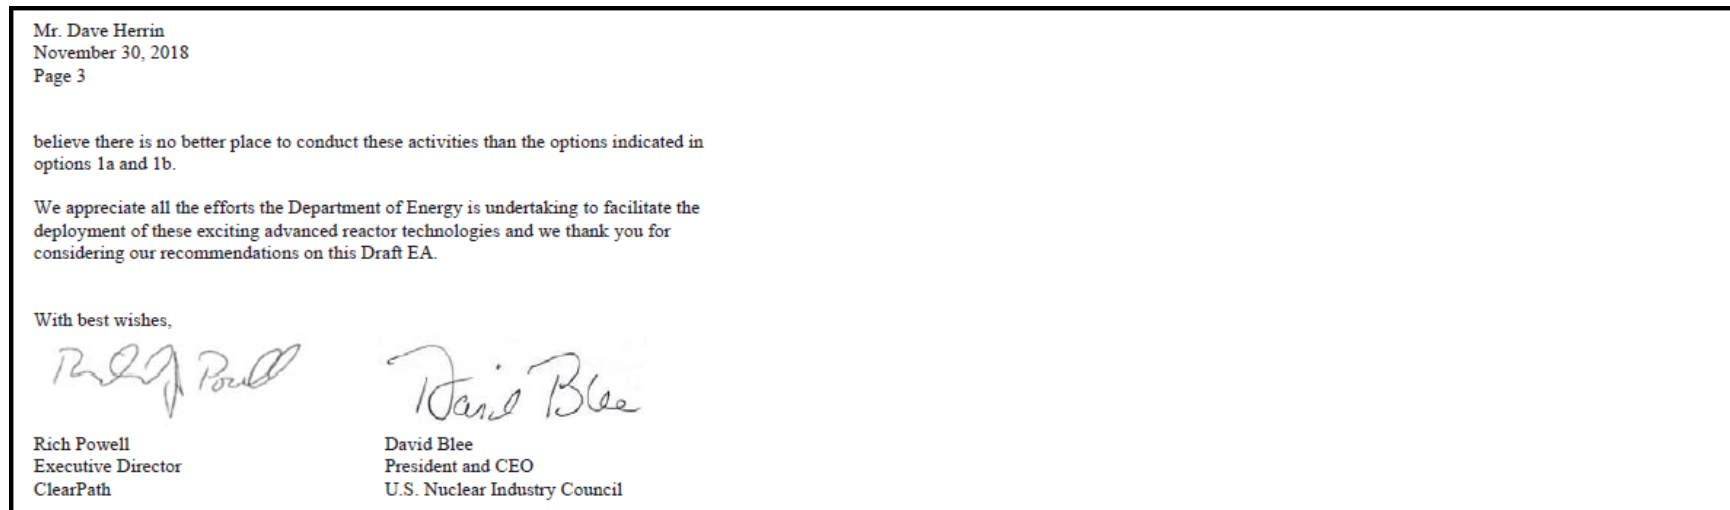 Mr. Dave Herrin
November 30, 2018
Page 3
believe there is no better place to conduct these activities than the options indicated in
options 1a and 1b.
We appreciate all the efforts the Department of Energy is undertaking to facilitate the
deployment of these exciting advanced reactor technologies and we thank you for
considering our recommendations on this Draft EA.
With best wishes,
Powell David Blee
Rich Powell David Blee
Executive Director President and CEO
ClearPath U.S. Nuclear Industry Council